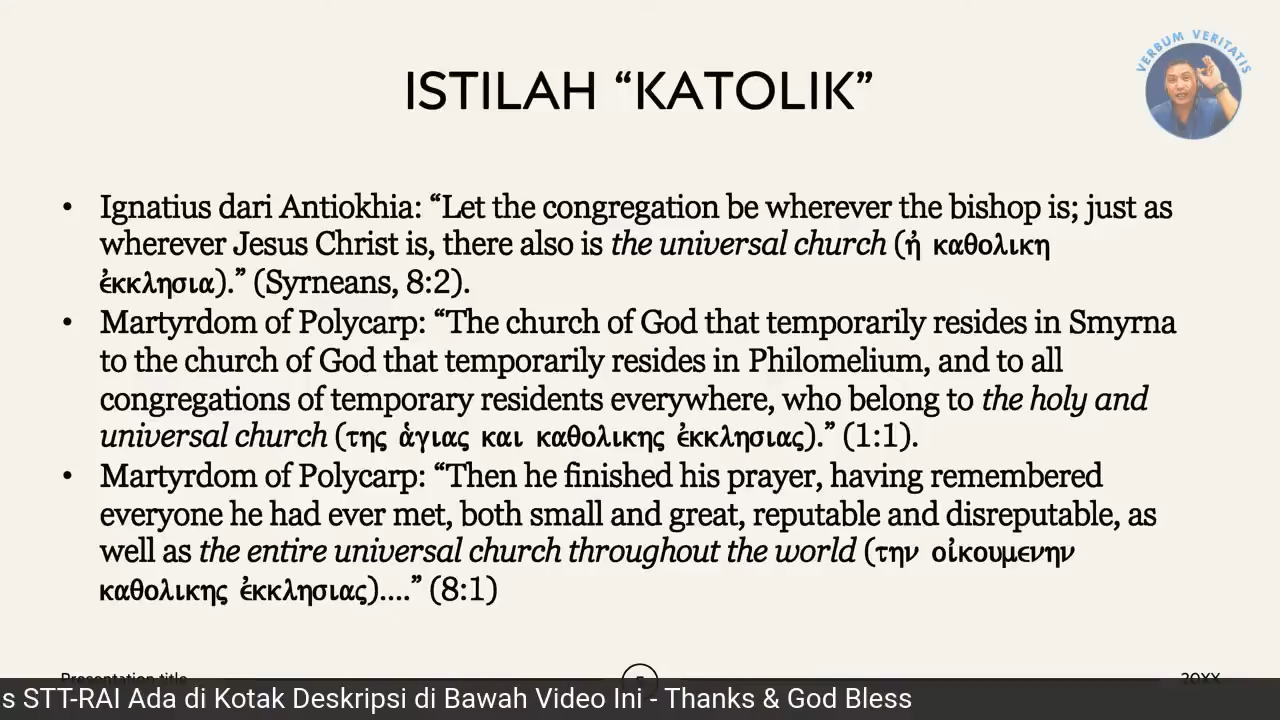 VERBUM VERITATIS
ISTILAH “KATOLIK”
• Ignatius dari Antiokhia: “Let the congregation be wherever the bishop is; just as
wherever Jesus Christ is, there also is the universal church (ἡ καθολικη
ἐκκλησια).” (Syrneans, 8:2).
• Martyrdom of Polycarp: “The church of God that temporarily resides in Smyrna
to the church of God that temporarily resides in Philomelium, and to all
congregations of temporary residents everywhere, who belong to the holy and
universal church (της ἁγιας και καθολικης ἐκκλησιας).” (1:1).
• Martyrdom of Polycarp: “Then he finished his prayer, having remembered
everyone he had ever met, both small and great, reputable and disreputable, as
well as the entire universal church throughout the world (την οἰκουμενην
καθολικης ἐκκλησιας)....” (8:1)
Presentation title
20XX
s STT-RAI Ada di Kotak Deskripsi di Bawah Video Ini - Thanks & God Bless